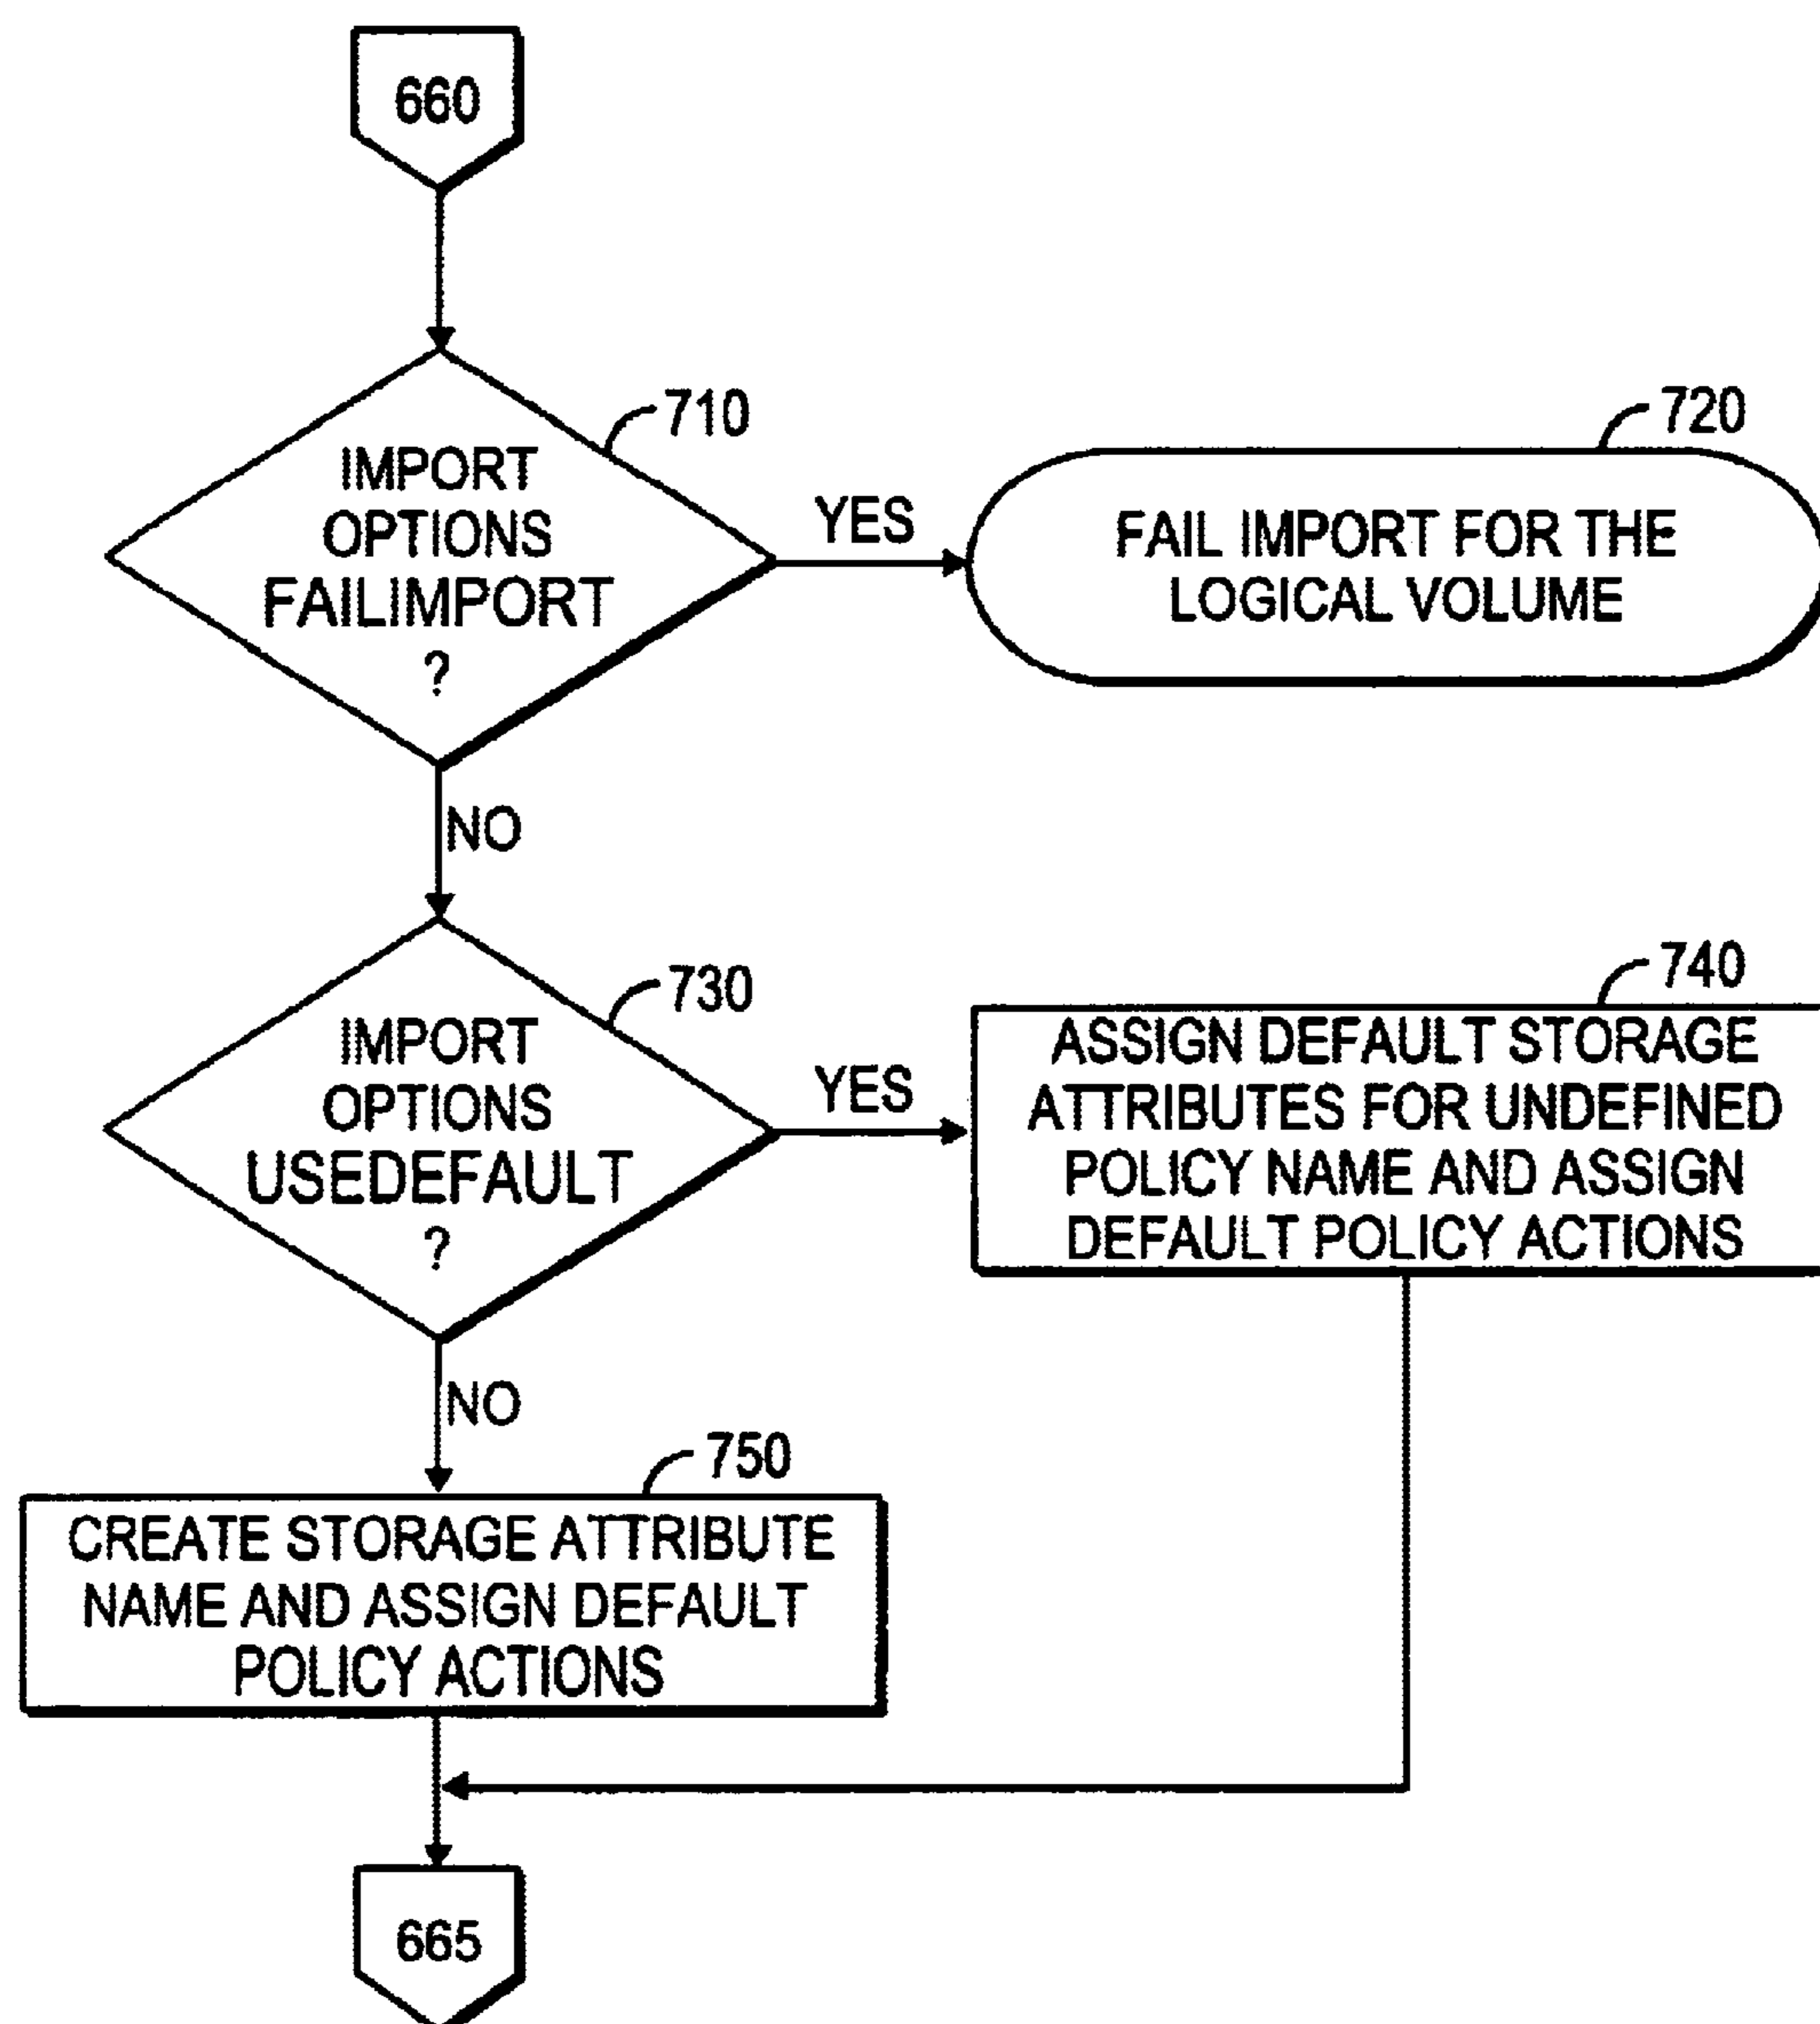 660
710
IMPORT
OPTIONS
FAILIMPORT
?
YES
720
FAIL IMPORT FOR THE
LOGICAL VOLUME
NO
730
IMPORT
OPTIONS
USEDEFAULT
?
YES
740
ASSIGN DEFAULT STORAGE
ATTRIBUTES FOR UNDEFINED
POLICY NAME AND ASSIGN
DEFAULT POLICY ACTIONS
NO
750
CREATE STORAGE ATTRIBUTE
NAME AND ASSIGN DEFAULT
POLICY ACTIONS
665